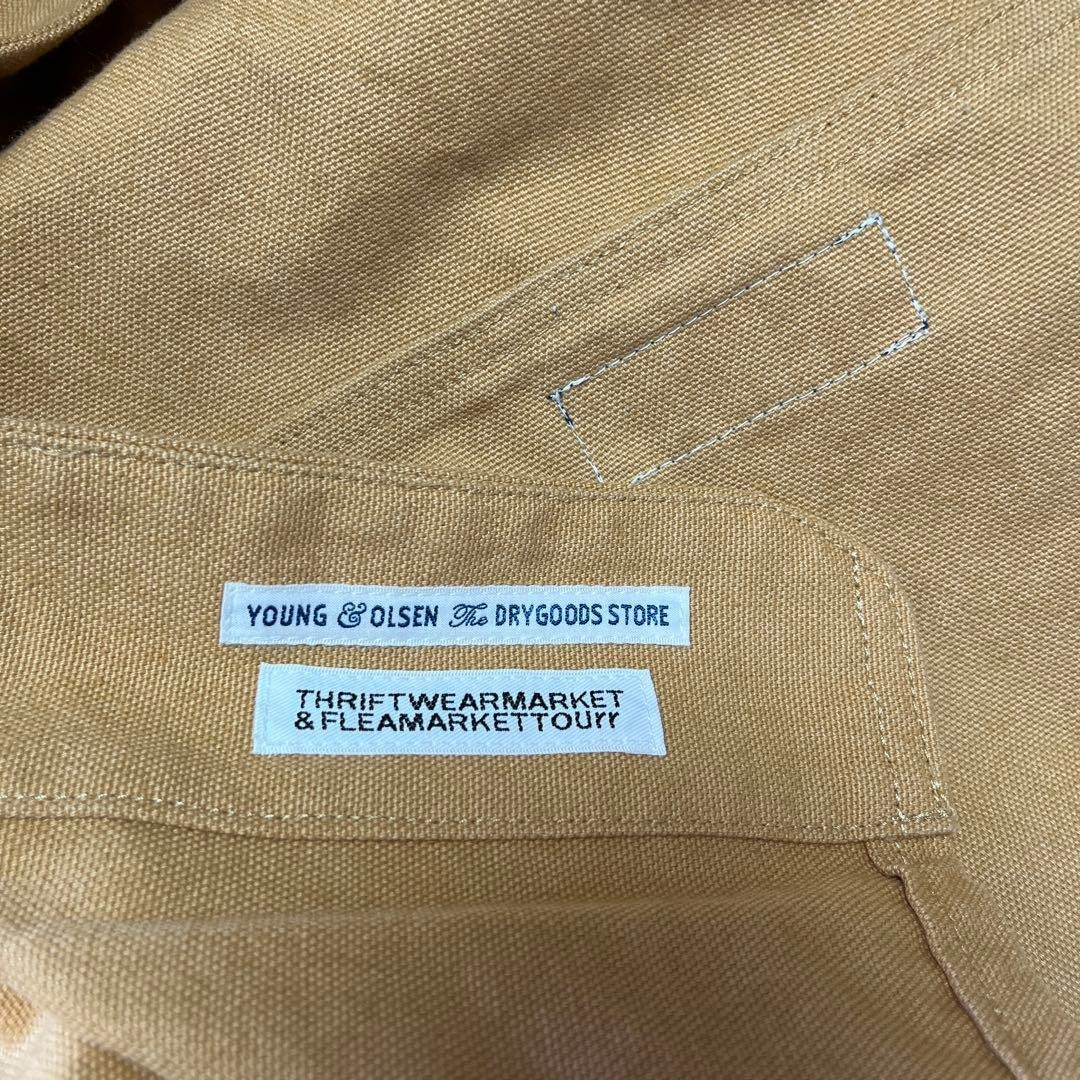 YOUNG & OLSEN The DRYGOODS STORE
THRIFTWEARMARKET
& FLEAMARKETTOUrr